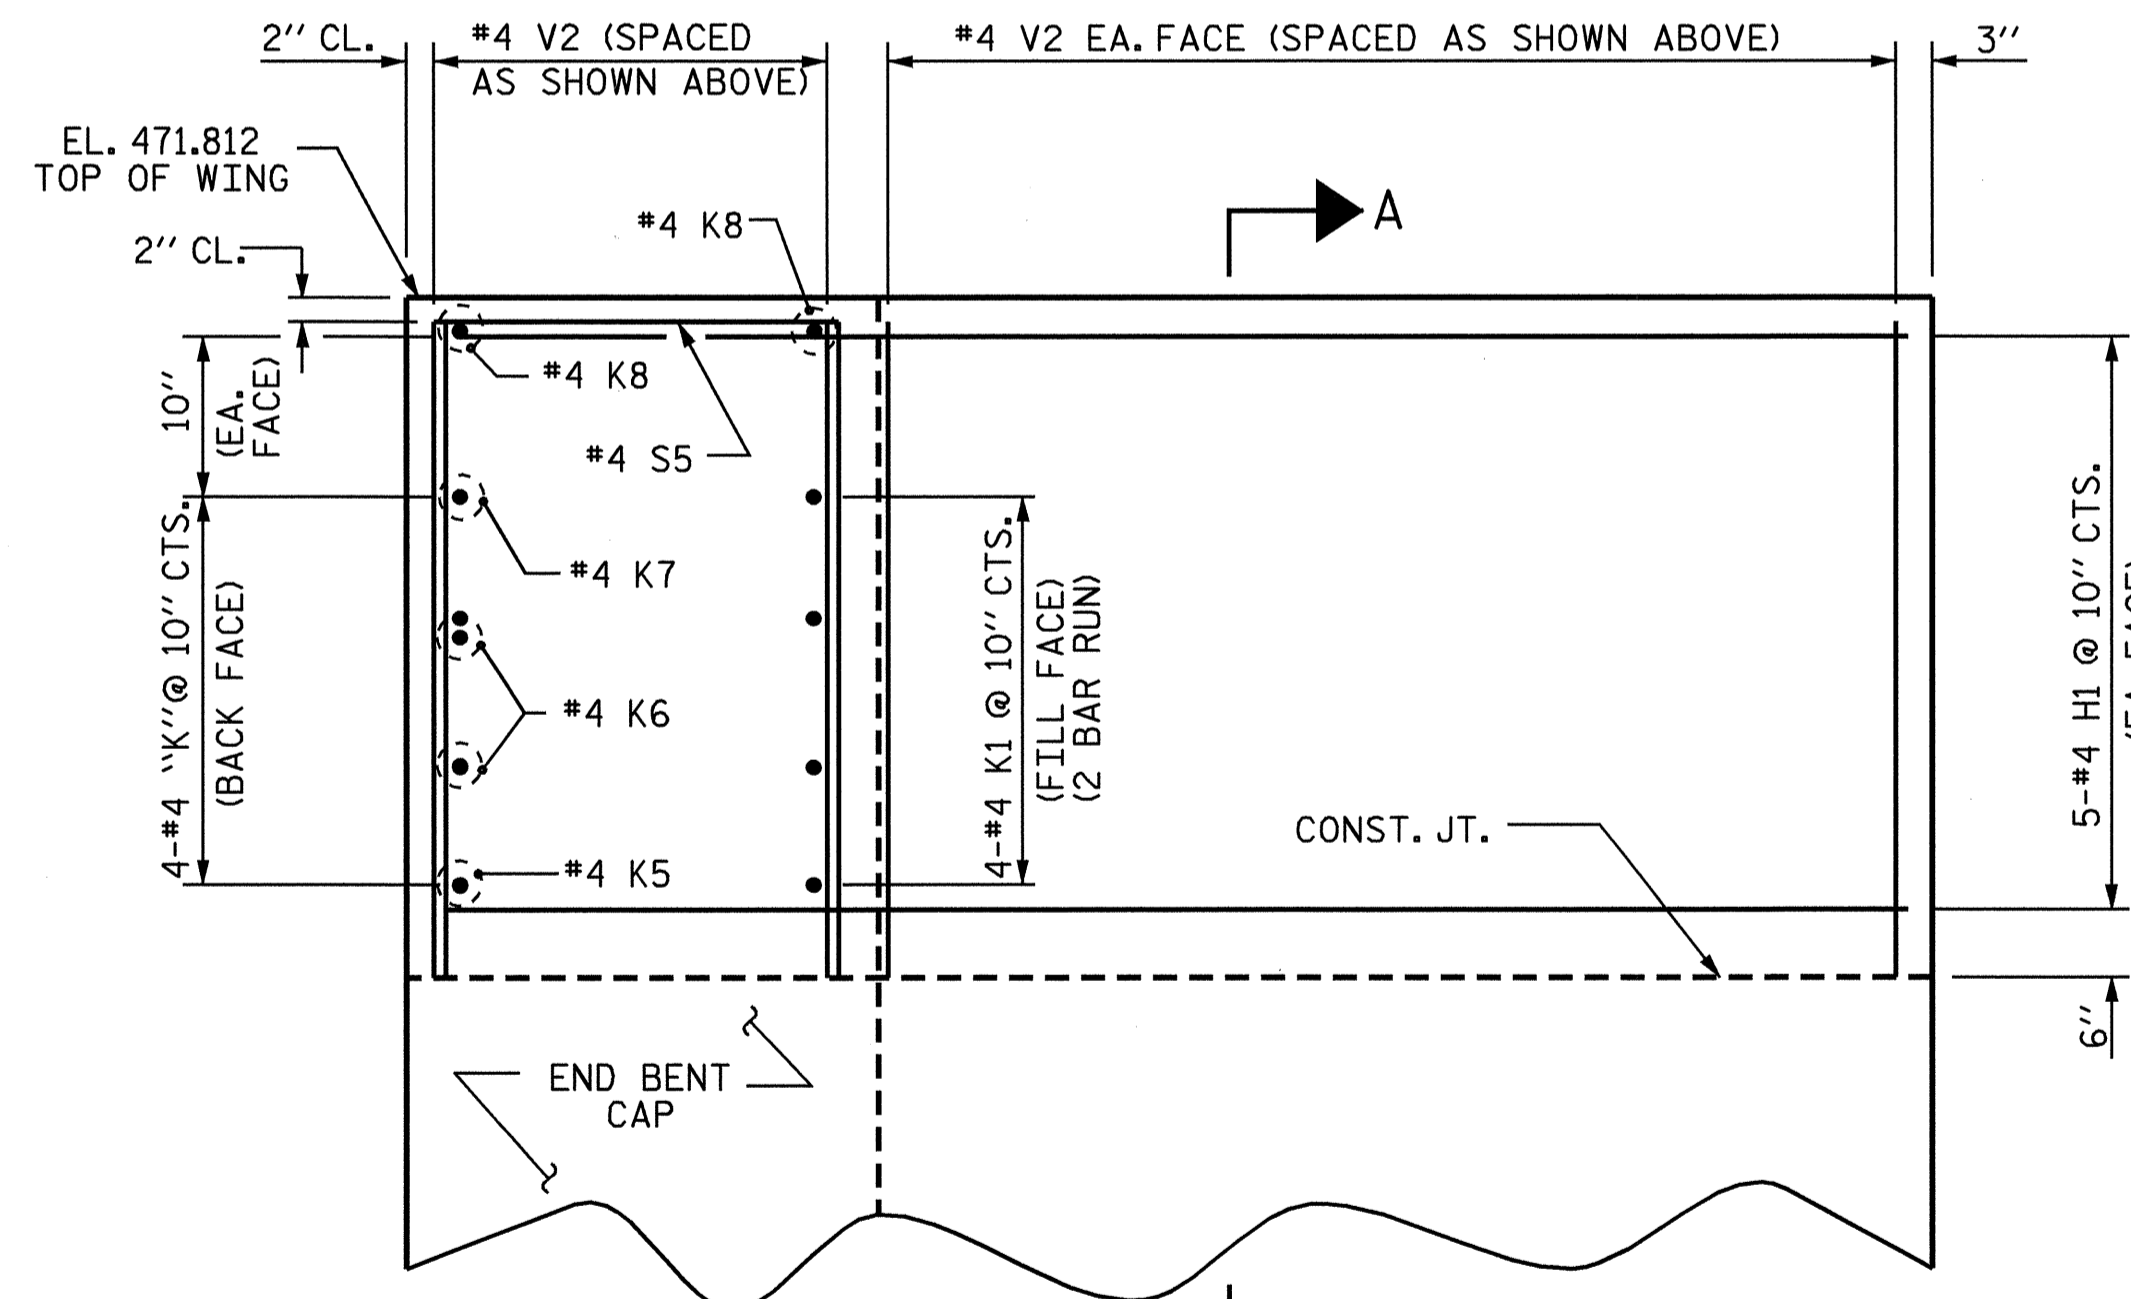 2" CL.
#4 V2 (SPACED
AS SHOWN ABOVE)
#4 V2 EA. FACE (SPACED AS SHOWN ABOVE)
3"
EL. 471.812
TOP OF WING
#4 K8
A
2" CL.
#4 K8
10"
(EA.
FACE)
#4 S5
4-#4 "K"@ 10" CTS.
(BACK FACE)
#4 K7
#4 K6
#4 K5
4-#4 K1 @ 10" CTS.
(FILL FACE)
(2 BAR RUN)
CONST. JT.
5-#4 H1 @ 10" CTS.
6"
END BENT
CAP